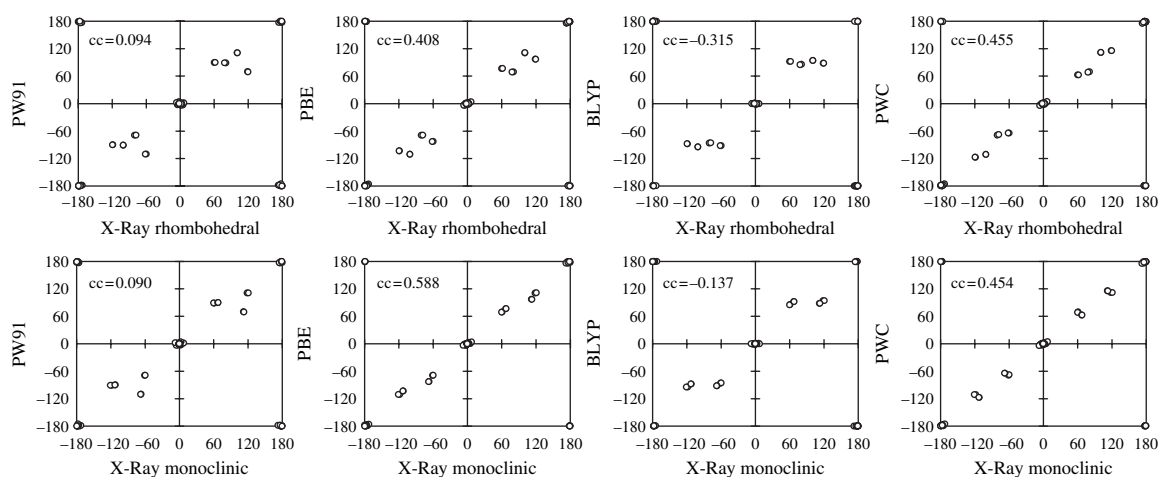 180 180 180 180
cc=0.094 cc=0.408 cc=−0.315 cc=0.455
120 120 120 120
60 60 60 60
PW91 PBE BLYP PWC
0 0 0 0
−60 −60 −60 −60
−120 −120 −120 −120
−180 −180 −180 −180
−180 −120 −60 0 60 120 180 −180 −120 −60 0 60 120 180 −180 −120 −60 0 60 120 180 −180 −120 −60 0 60 120 180
X-Ray rhombohedral X-Ray rhombohedral X-Ray rhombohedral X-Ray rhombohedral
180 180 180 180
cc=0.090 cc=0.588 cc=−0.137 cc=0.454
120 120 120 120
60 60 60 60
PW91 PBE BLYP PWC
0 0 0 0
−60 −60 −60 −60
−120 −120 −120 −120
−180 −180 −180 −180
−180 −120 −60 0 60 120 180 −180 −120 −60 0 60 120 180 −180 −120 −60 0 60 120 180 −180 −120 −60 0 60 120 180
X-Ray monoclinic X-Ray monoclinic X-Ray monoclinic X-Ray monoclinic